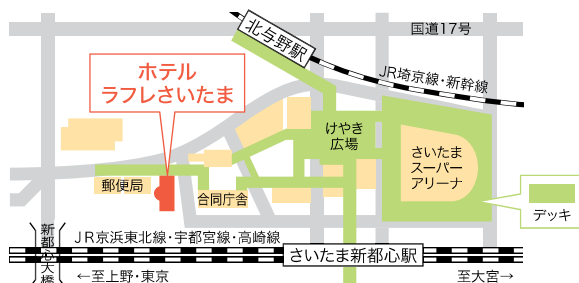 国道17号
北与野駅
JR埼京線・新幹線
ホテル
ラフレさいたま
けやき
広場
さいたま
スーパー
アリーナ
郵便局
合同庁舎
デッキ
新都心大橋
JR京浜東北線・宇都宮線・高崎線
さいたま新都心駅
←至上野・東京
至大宮→